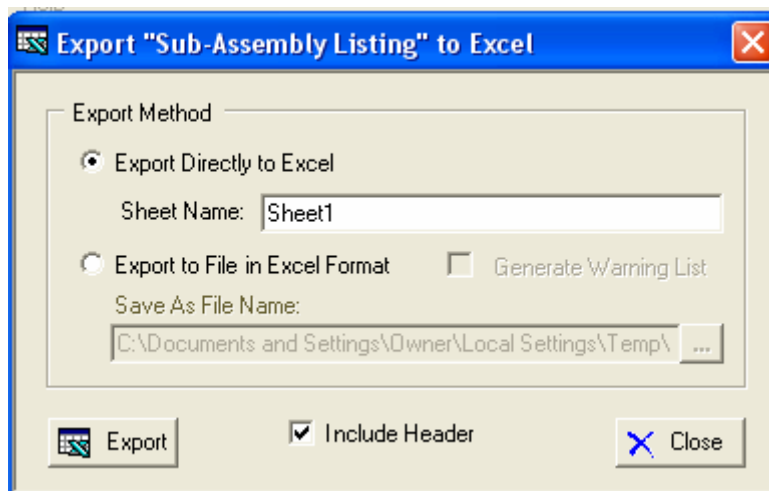 Help
Export "Sub-Assembly Listing" to Excel
Export Method
Export Directly to Excel
Sheet Name: Sheet1
Export to File in Excel Format Generate Warning List
Save As File Name:
C:\Documents and Settings\Owner\Local Settings\Temp\ ...
Export Include Header Close